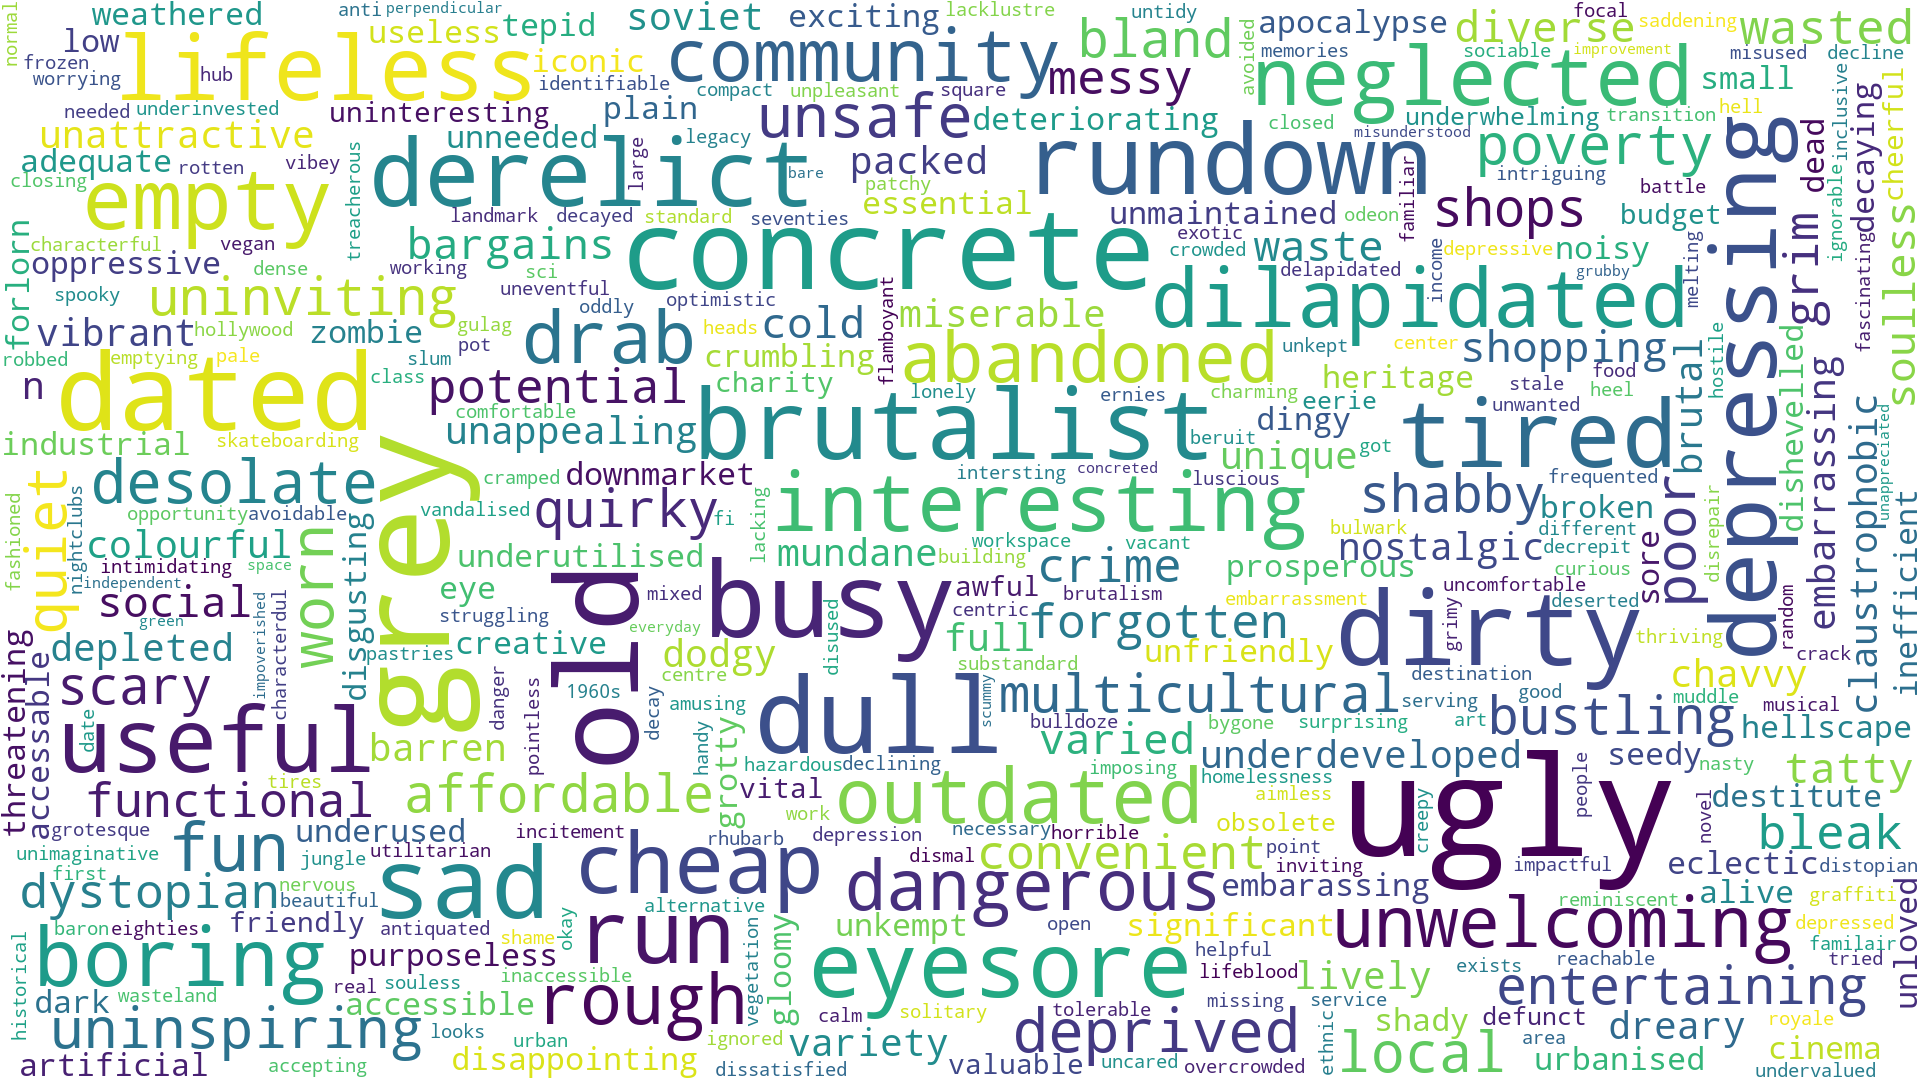 normal
weathered
anti
perpendicular
soviet
exciting
lacklustre
untidy
apocalypse
diverse
focal
saddening
wasted
low
lifeless
useless
tepid
iconic
community
bland
avoided
memories
sociable
improvement
misused
decline
frozen
worrying
hub
identifiable
messy
neglected
small
needed
underinvested
uninteresting
plain
compact
unpleasant
square
unsafe
deteriorating
closed
underwhelming
transition
hell
misunderstood
unattractive
unneeded
legacy
adequate
rotten
vibey
treacherous
derelict
large
bare
packed
rundown
poverty
intriguing
battle
depressing
dead
ignorable
inclusive
decaying
cheerful
closing
empty
patchy
essential
landmark
decayed
standard
seventies
unmaintained
exotic
odeon
familiar
shops
budget
forlorn
characterful
vegan
oppressive
dense
bargains
working
sci
concrete
crowded
waste
delapidated
income
depressive
noisy
grubby
melting
grim
fascinating
soulless
spooky
uninviting
uneventful
oddly
optimistic
dilapidated
vibrant
hollywood
zombie
gulag
pot
drab
heads
cold
flamboyant
miserable
unkept
center
shopping
robbed
emptying
pale
slum
class
crumbling
abandoned
hostile
brutal
dishevelled
embarrassing
n
dated
potential
charity
lonely
ernies
charming
heritage
eerie
stale
food
heel
unwanted
comfortable
industrial
skateboarding
grey
unappealing
brutalist
beruit
dingy
unique
got
tired
claustrophobic
unappreciated
quiet
desolate
cramped
downmarket
intersting
concreted
luscious
frequented
fashioned
nightclubs
opportunity
avoidable
worn
disgusting
vandalised
quirky
fi
lacking
interesting
shabby
bulwark
broken
different
poor
disrepair
inefficient
colourful
intimidating
space
underutilised
mundane
building
workspace
vacant
crime
nostalgic
decrepit
curious
prosperous
independent
social
green
impoverished
characterdul
eye
struggling
old
mixed
busy
awful
centric
brutalism
embarrassment
uncomfortable
deserted
sore
random
threatening
accessable
depleted
pastries
creative
everyday
dodgy
centre
disused
full
substandard
forgotten
unfriendly
dirty
grimy
thriving
crack
scary
danger
pointless
1960s
decay
amusing
dull
scummy
multicultural
destination
serving
good
chavvy
muddle
musical
date
useful
barren
handy
grotty
hazardous
declining
bulldoze
varied
imposing
bygone
surprising
art
bustling
hellscape
tires
affordable
vital
work
outdated
underdeveloped
homelessness
aimless
seedy
people
nasty
tatty
functional
grotesque
fun
underused
incitement
rhubarb
depression
necessary
horrible
obsolete
ugly
creepy
novel
destitute
bleak
unimaginative
first
jungle
utilitarian
cheap
dismal
convenient
point
inviting
impactful
eclectic
distopian
dystopian
nervous
beautiful
sad
alternative
dangerous
embarassing
reminiscent
alive
graffiti
unloved
baron
eighties
friendly
antiquated
shame
okay
run
gloomy
vegetation
unkempt
open
significant
unwelcoming
depressed
familair
tried
historical
boring
purposeless
inaccessible
eyesore
helpful
lifeblood
lively
exists
reachable
dark
wasteland
real
souless
accessible
rough
calm
solitary
tolerable
missing
service
entertaining
uninspiring
looks
urban
ignored
variety
deprived
ethnic
shady
defunct
area
dreary
royale
artificial
accepting
disappointing
dissatisfied
valuable
uncared
overcrowded
local
urbanised
cinema
undervalued